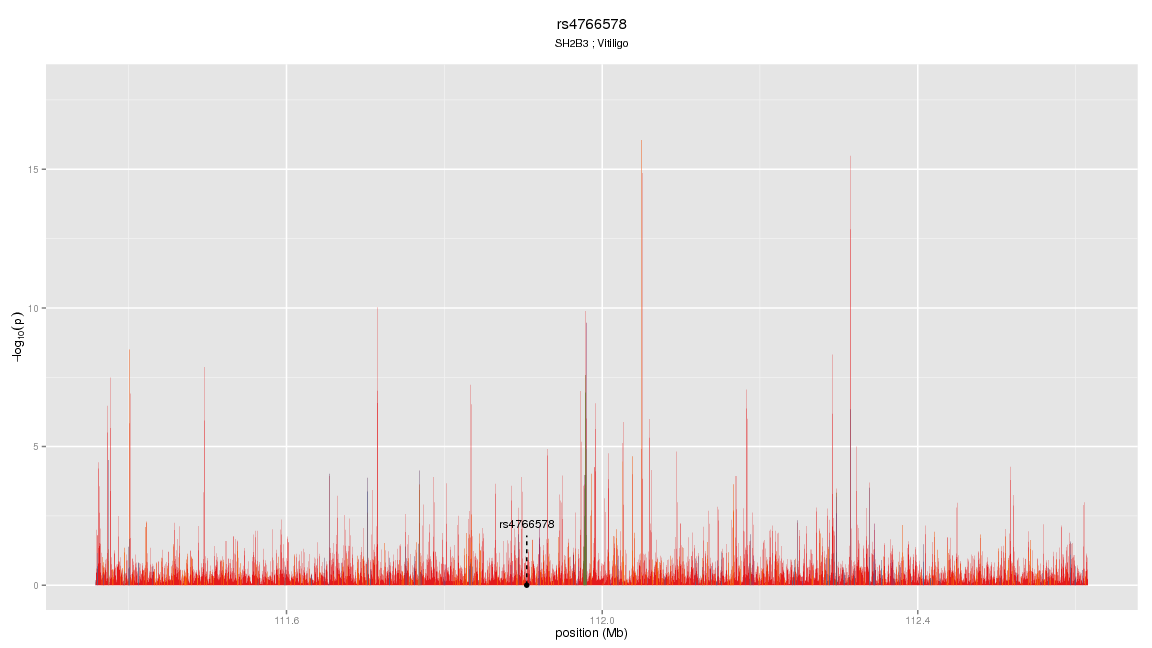 rs4766578
SH2B3 ; Vitiligo
15
10
5
0
−log10(p)
rs4766578
111.6 112.0 112.4
position (Mb)